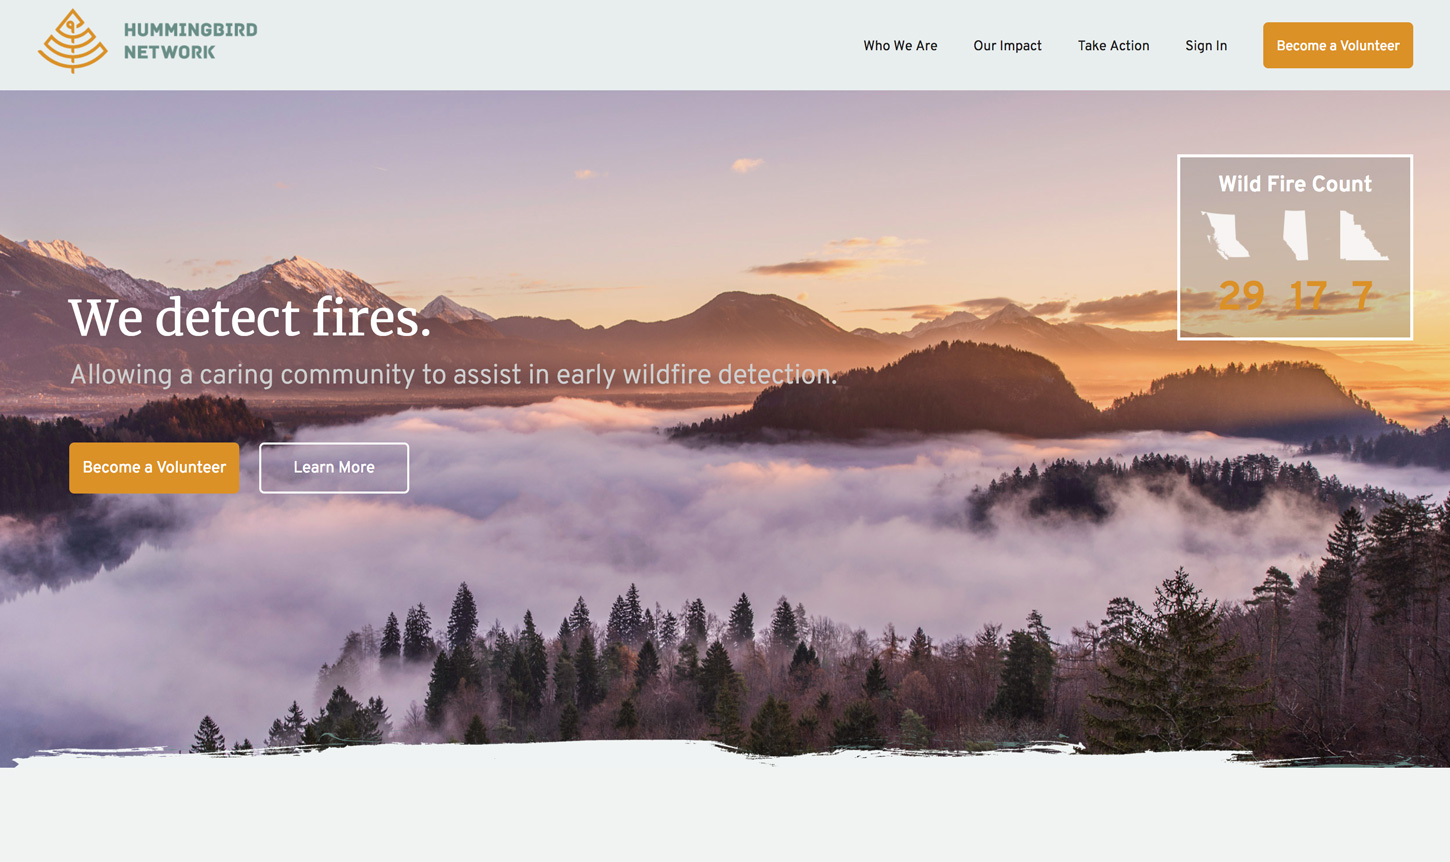 HUMMINGBIRD
NETWORK
Who We Are
Our Impact
Take Action
Sign In
Become a Volunteer
Wild Fire Count
29 17 7
We detect fires.
Allowing a caring community to assist in early wildfire detection.
Become a Volunteer
Learn More